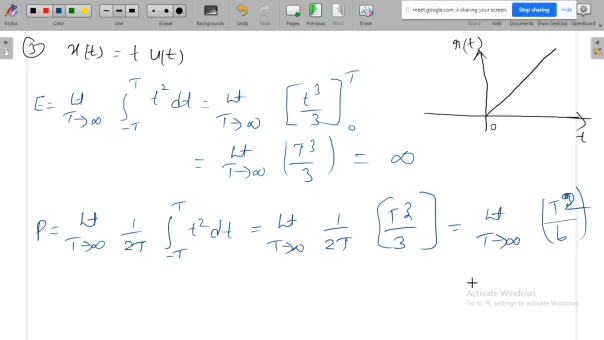 Stylus Color Line Eraser Backgrounds Undo Redo Pages Previous Next Erase
meet.google.com is sharing your screen. Stop sharing Hide
Board Web Documents Show Desktop OpenBoard
③ x(t) = t u(t)
x(t)
0
t
E = Lt T→∞ ∫_{-T}^{T} t² dt = Lt T→∞ [t³/3]_0^T
= Lt T→∞ (T³/3) = ∞
P = Lt T→∞ 1/2T ∫_{-T}^{T} t² dt = Lt T→∞ 1/2T [T³/3] = Lt T→∞ (T²/6)
Activate Windows
Go to PC settings to activate Windows.